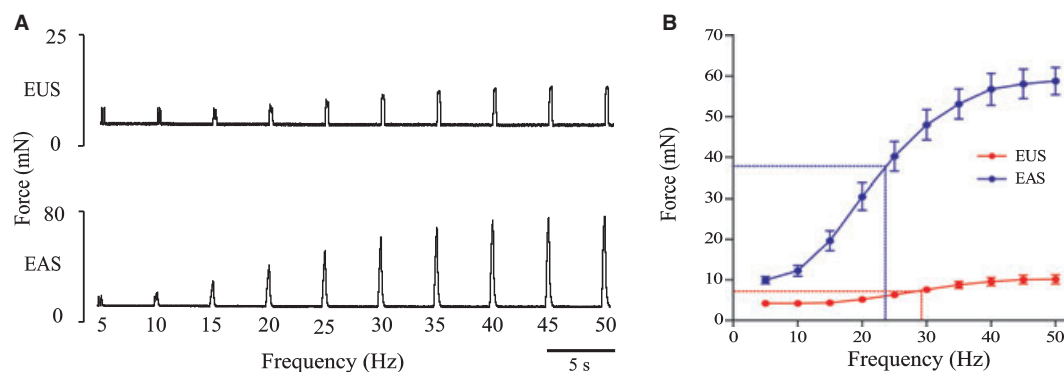 A
25
EUS
0
Force (mN)
80
EAS
0
5 10 15 20 25 30 35 40 45 50
Frequency (Hz)
5 s
B
70
60
50
40
30
20
10
0
Force (mN)
EUS
EAS
0 10 20 30 40 50
Frequency (Hz)